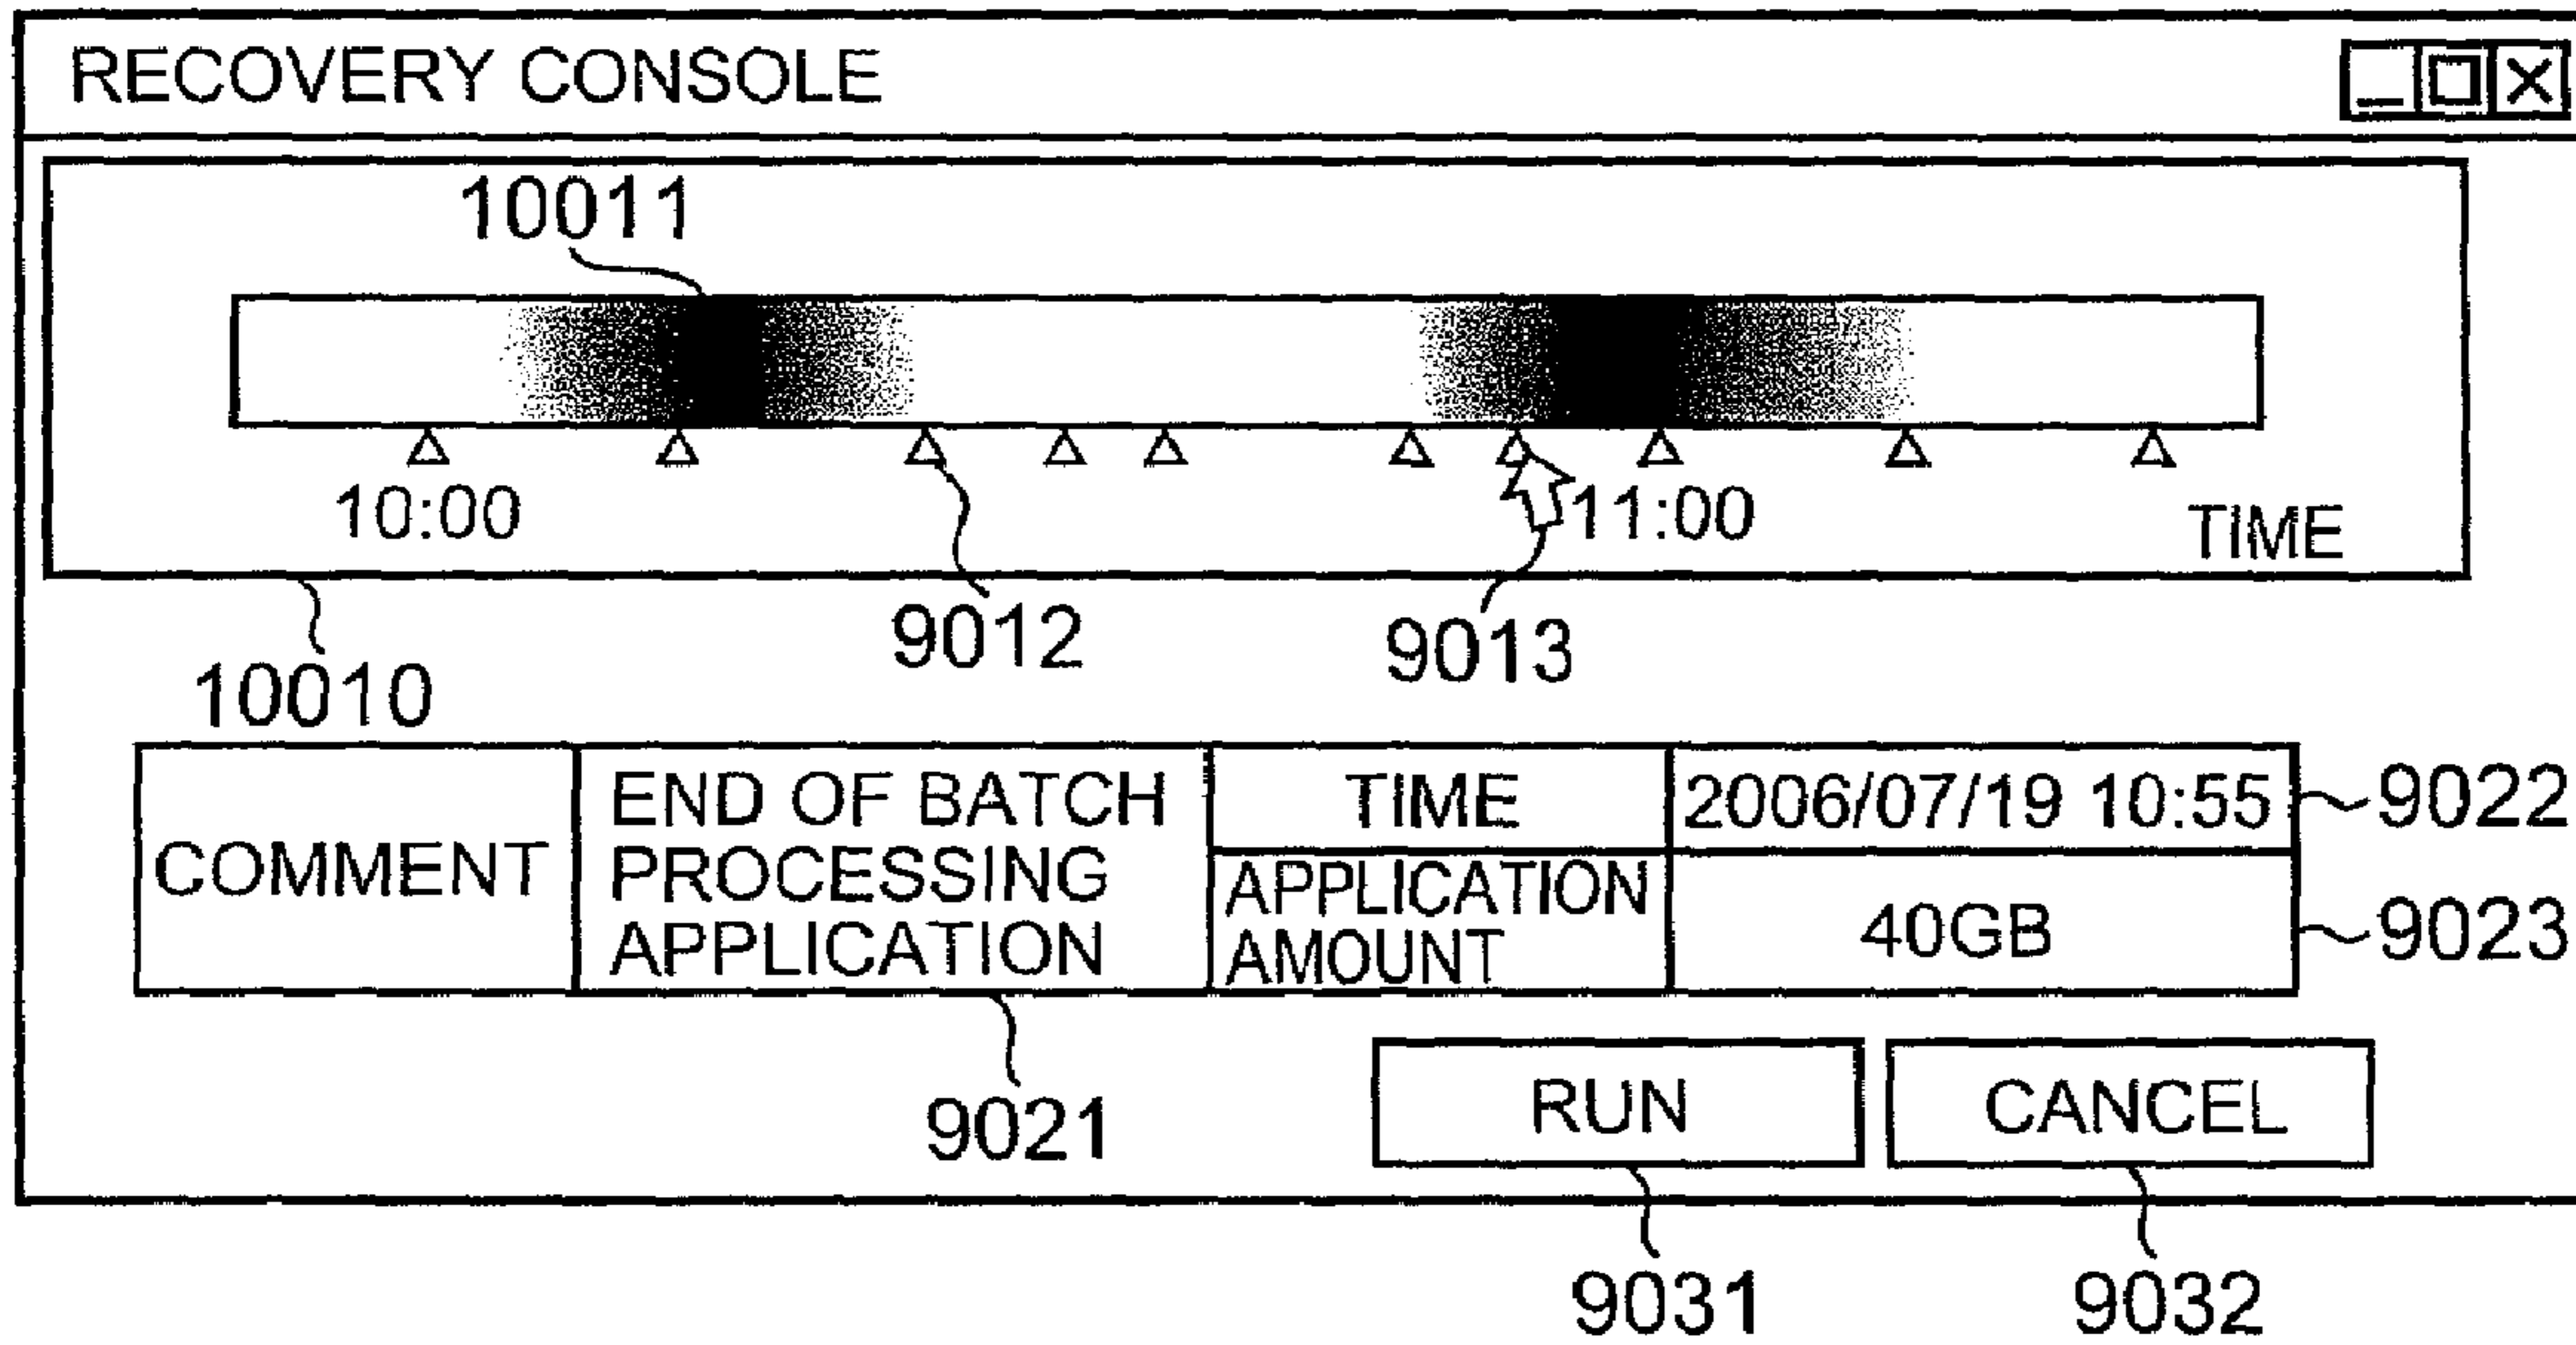 RECOVERY CONSOLE
10011
10:00
11:00
TIME
9012
9013
10010
COMMENT
END OF BATCH
PROCESSING
APPLICATION
TIME
2006/07/19 10:55
9022
APPLICATION
AMOUNT
40GB
9023
9021
RUN
CANCEL
9031
9032